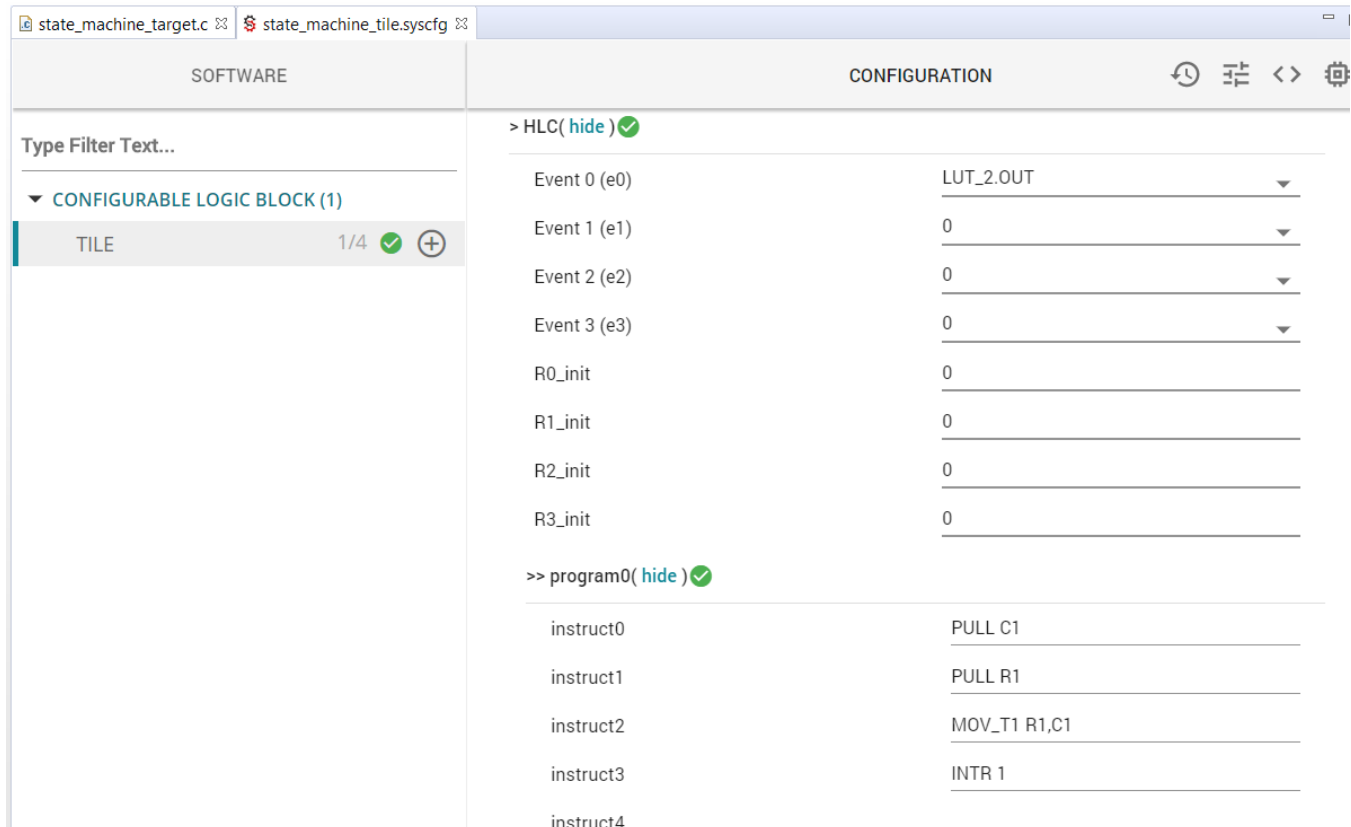 state_machine_target.c
state_machine_tile.syscfg
SOFTWARE
CONFIGURATION
Type Filter Text...
CONFIGURABLE LOGIC BLOCK (1)
TILE 1/4
> HLC( hide )
Event 0 (e0) LUT_2.OUT
Event 1 (e1) 0
Event 2 (e2) 0
Event 3 (e3) 0
R0_init 0
R1_init 0
R2_init 0
R3_init 0
>> program0( hide )
instruct0 PULL C1
instruct1 PULL R1
instruct2 MOV_T1 R1,C1
instruct3 INTR 1
instruct4